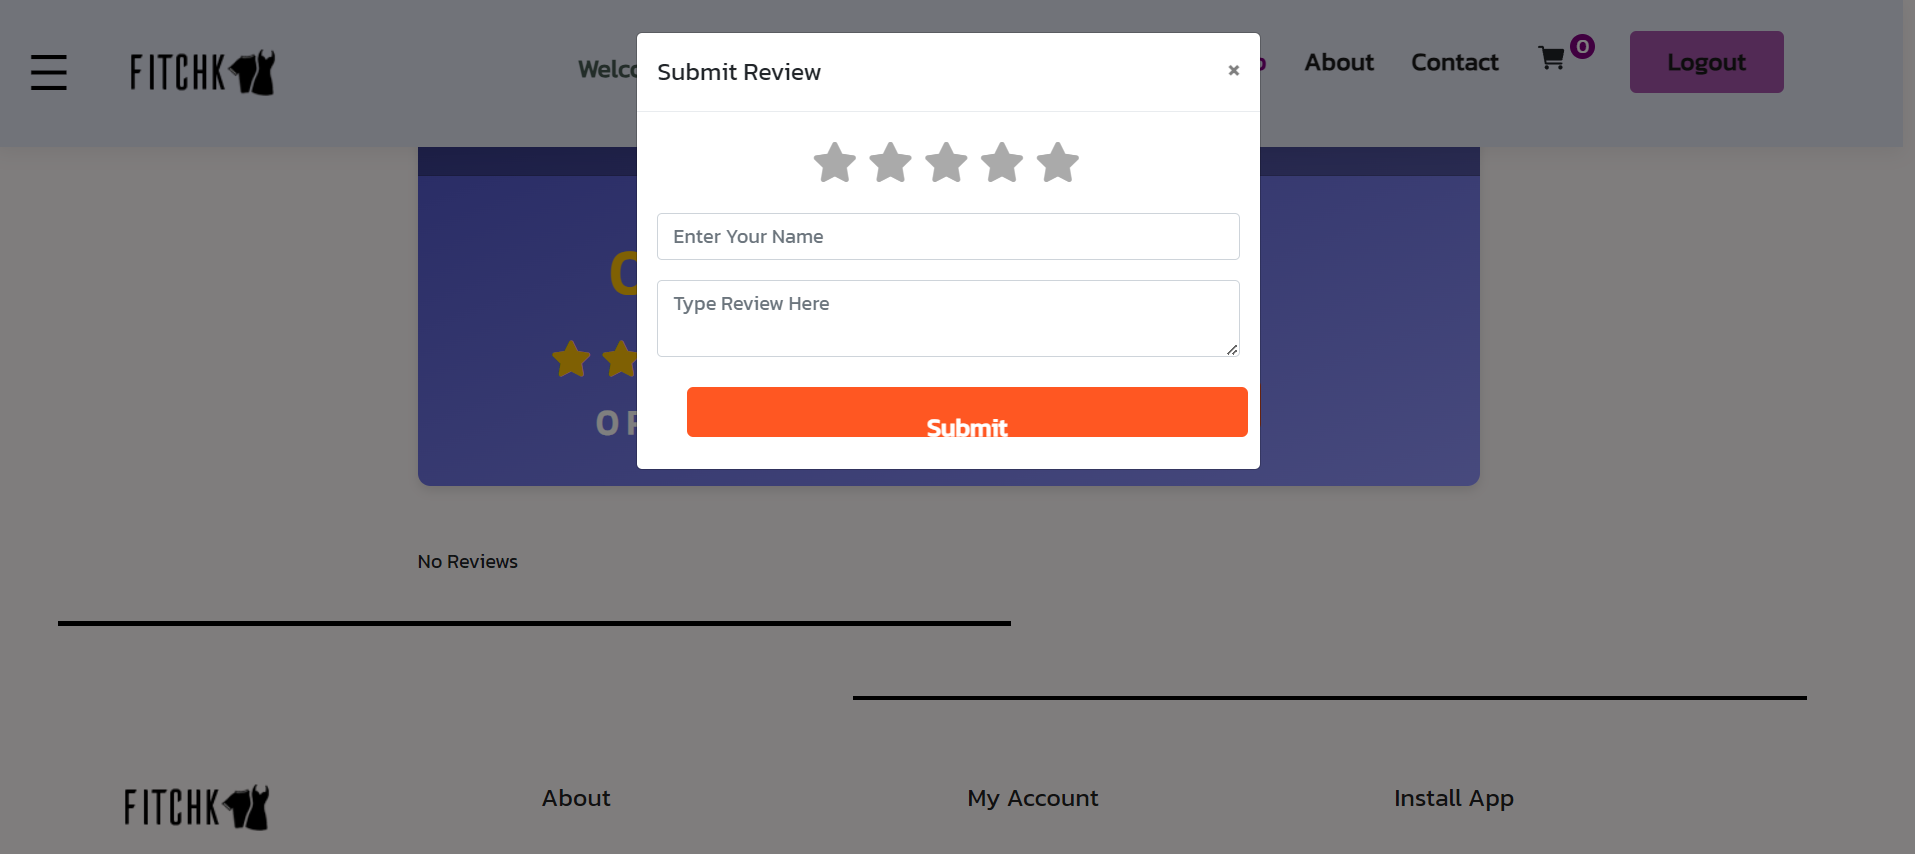 FITCHK
Submit Review
×
About
Contact
0
Logout
Enter Your Name
Type Review Here
Submit
0
No Reviews
FITCHK
About
My Account
Install App